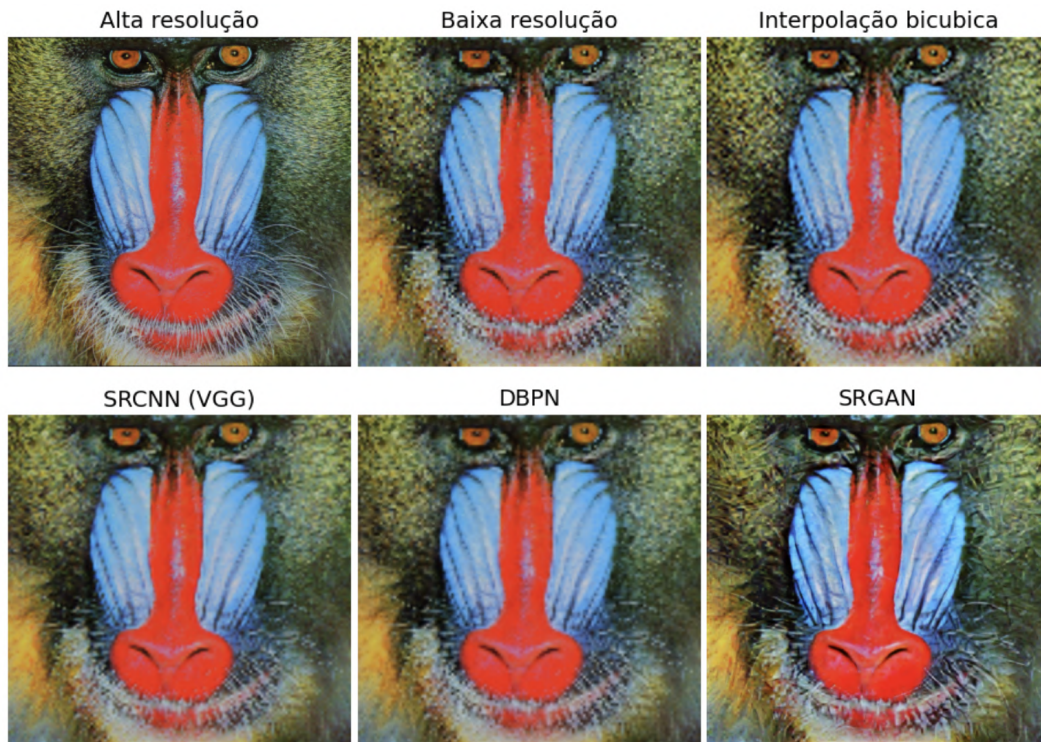 Alta resolução
Baixa resolução
Interpolação bicubica
SRCNN (VGG)
DBPN
SRGAN